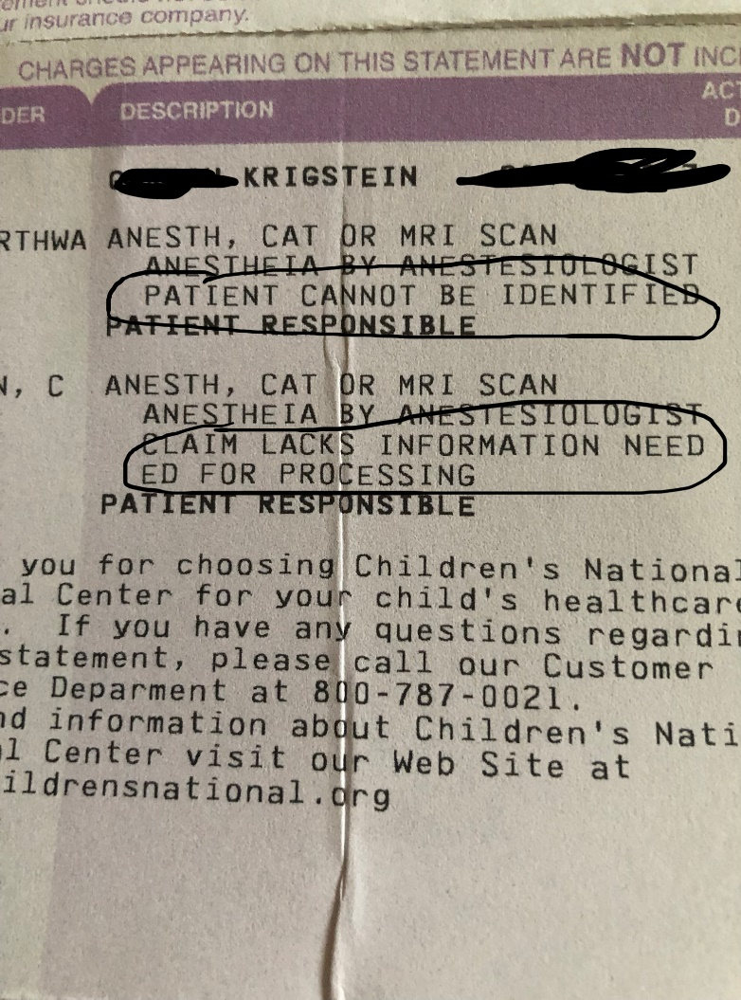 ur insurance company.
CHARGES APPEARING ON THIS STATEMENT ARE NOT INCL
DER DESCRIPTION ACT
D
KRIGSTEIN
RTHWA ANESTH, CAT OR MRI SCAN
ANESTHEIA BY ANESTESIOLOGIST
PATIENT CANNOT BE IDENTIFIED
PATIENT RESPONSIBLE
N, C ANESTH, CAT OR MRI SCAN
ANESTHEIA BY ANESTESIOLOGIST
CLAIM LACKS INFORMATION NEED
ED FOR PROCESSING
PATIENT RESPONSIBLE
you for choosing Children's National
al Center for your child's healthcare
. If you have any questions regardin
statement, please call our Customer
ce Deparment at 800-787-0021.
nd information about Children's Nati
l Center visit our Web Site at
ildrensnational.org